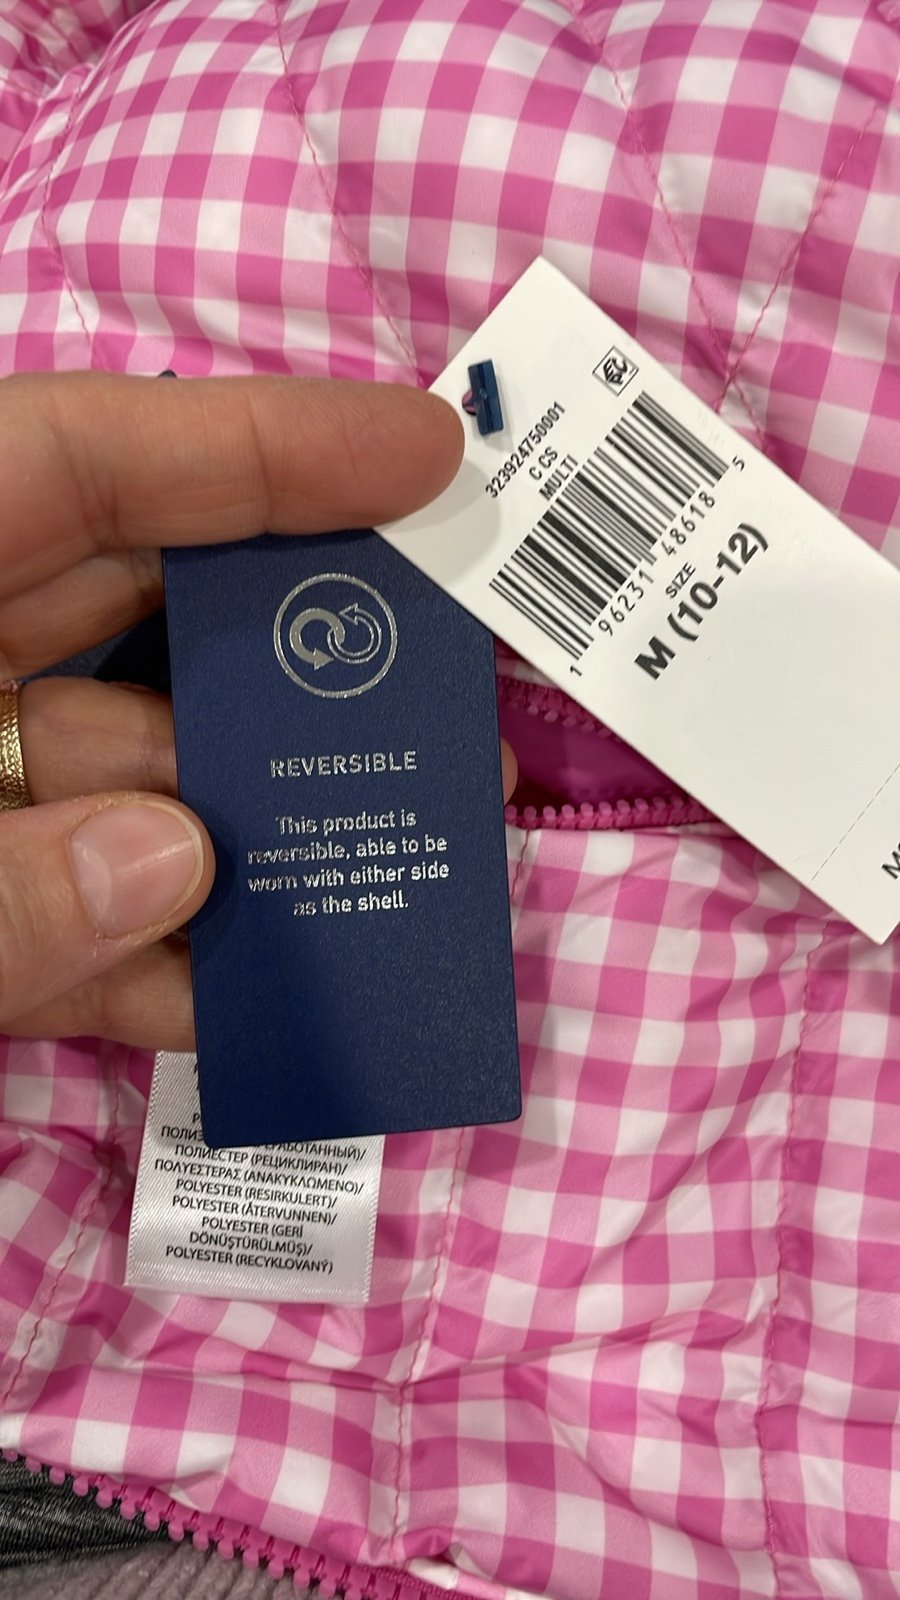 323924750001
C CS
MULTI
1 96231 48618 5
SIZE
M (10-12)
REVERSIBLE
This product is
reversible, able to be
worn with either side
as the shell.
ПОЛИЕСТЕР (РЕЦИКЛИРАН)/
ΠΟΛΥΕΣΤΕΡΑΣ (ΑΝΑΚΥΚΛΩΜΕΝΟ)/
POLYESTER (RESIRKULERT)/
POLYESTER (ÅTERVUNNEN)/
POLYESTER (GERİ
DÖNÜŞTÜRÜLMÜŞ)/
POLYESTER (RECYKLOVANÝ)